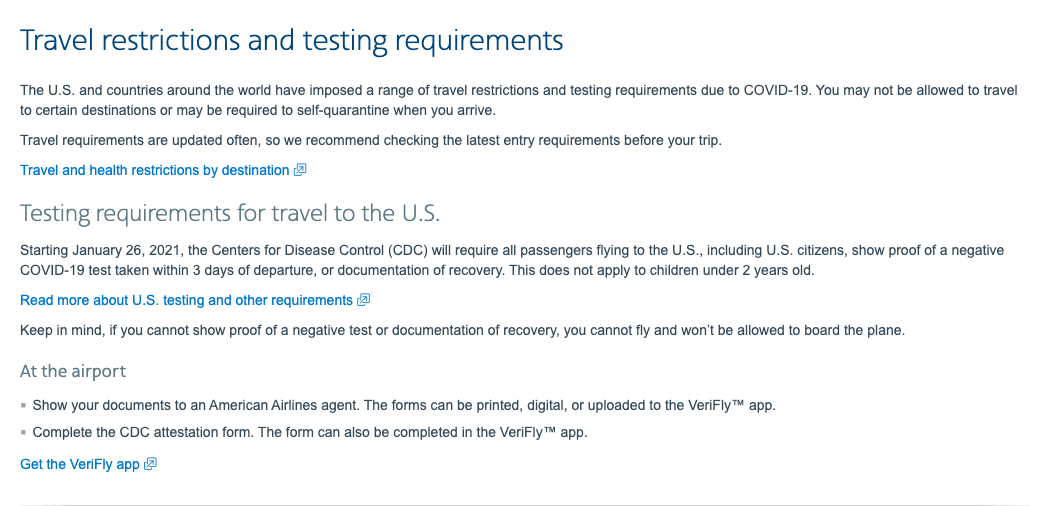 Travel restrictions and testing requirements
The U.S. and countries around the world have imposed a range of travel restrictions and testing requirements due to COVID-19. You may not be allowed to travel
to certain destinations or may be required to self-quarantine when you arrive.
Travel requirements are updated often, so we recommend checking the latest entry requirements before your trip.
Travel and health restrictions by destination
Testing requirements for travel to the U.S.
Starting January 26, 2021, the Centers for Disease Control (CDC) will require all passengers flying to the U.S., including U.S. citizens, show proof of a negative
COVID-19 test taken within 3 days of departure, or documentation of recovery. This does not apply to children under 2 years old.
Read more about U.S. testing and other requirements
Keep in mind, if you cannot show proof of a negative test or documentation of recovery, you cannot fly and won't be allowed to board the plane.
At the airport
Show your documents to an American Airlines agent. The forms can be printed, digital, or uploaded to the VeriFly™ app.
Complete the CDC attestation form. The form can also be completed in the VeriFly™ app.
Get the VeriFly app